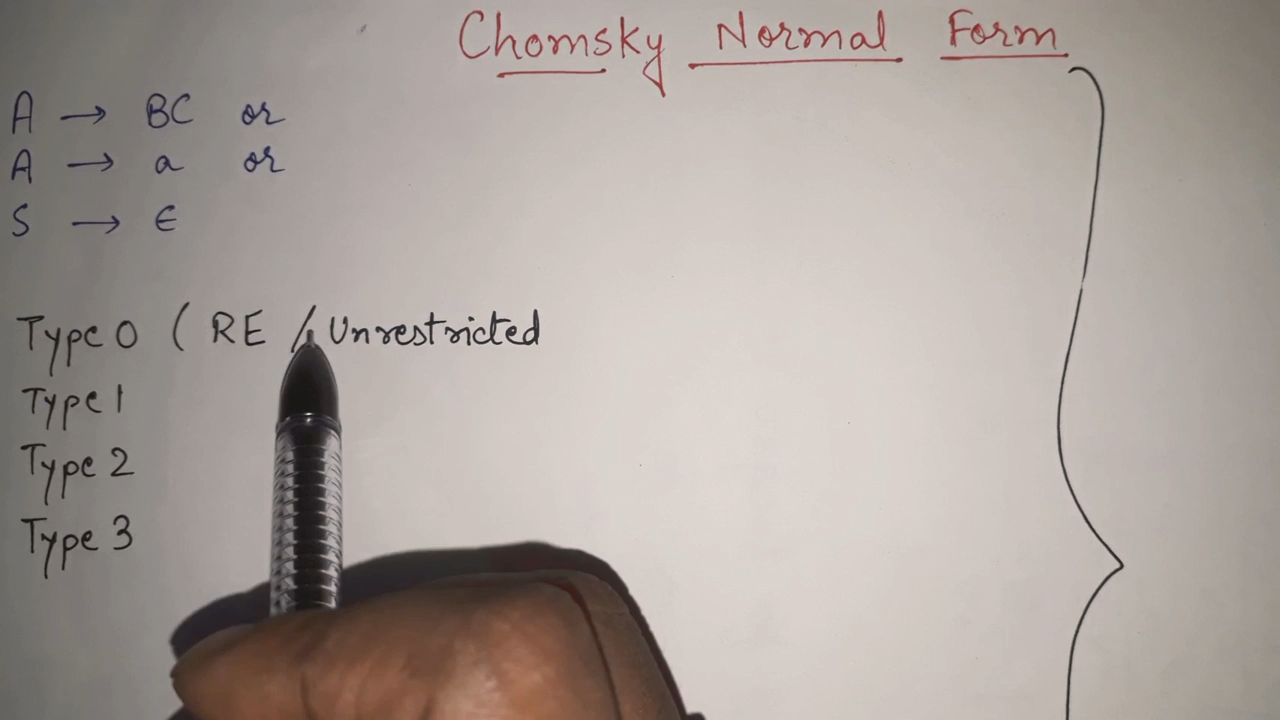 Chomsky Normal Form
A → BC or
A → a or
S → ϵ
Type 0 ( RE / Unrestricted
Type 1
Type 2
Type 3